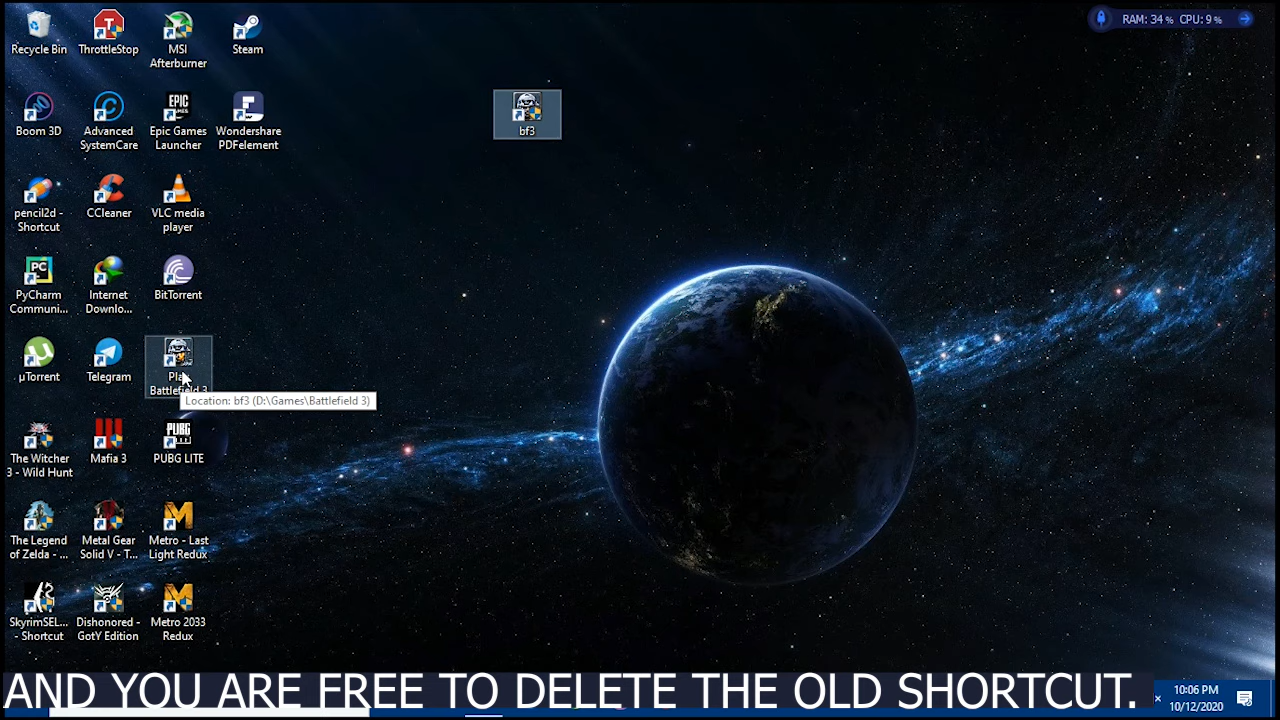 RAM: 34 % CPU: 9 %
Recycle Bin
ThrottleStop
MSI
Afterburner
Steam
bf3
Boom 3D
Advanced
SystemCare
EPIC
GAMES
Epic Games
Launcher
Wondershare
PDFelement
pencil2d -
Shortcut
CCleaner
VLC media
player
PC
PyCharm
Communi...
Internet
Downlo...
BitTorrent
µTorrent
Telegram
Battlefield 3
Location: bf3 (D:\Games\Battlefield 3)
The Witcher
3 - Wild Hunt
Mafia 3
PUBG
PUBG LITE
The Legend
of Zelda - ...
Metal Gear
Solid V - T...
Metro - Last
Light Redux
SkyrimSEL...
- Shortcut
Dishonored -
GotY Edition
Metro 2033
Redux
AND YOU ARE FREE TO DELETE THE OLD SHORTCUT.
10:06 PM
10/12/2020